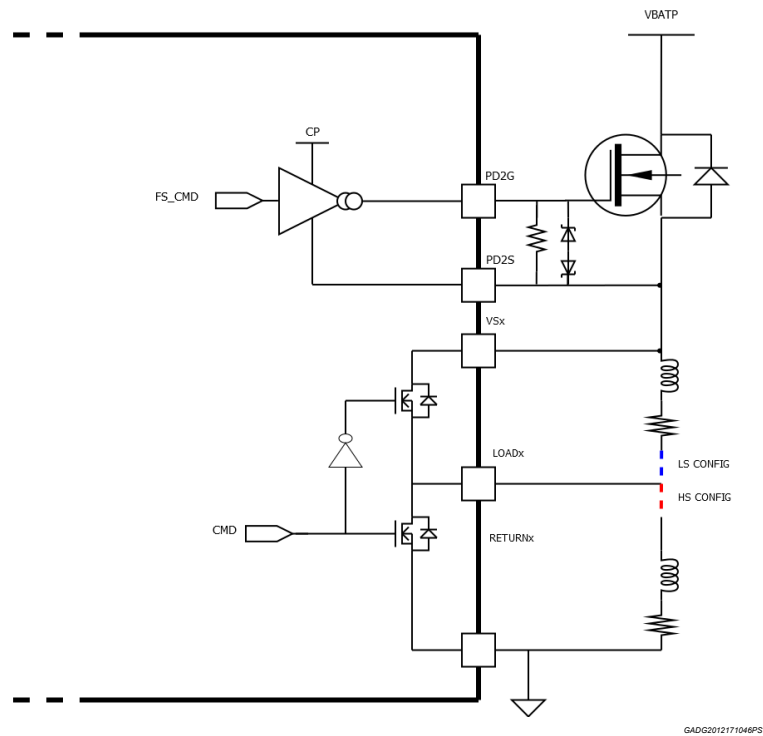 VBATP
CP
PD2G
FS_CMD
PD2S
VSx
LOADx
LS CONFIG
HS CONFIG
CMD
RETURNx
GADG2012171046PS